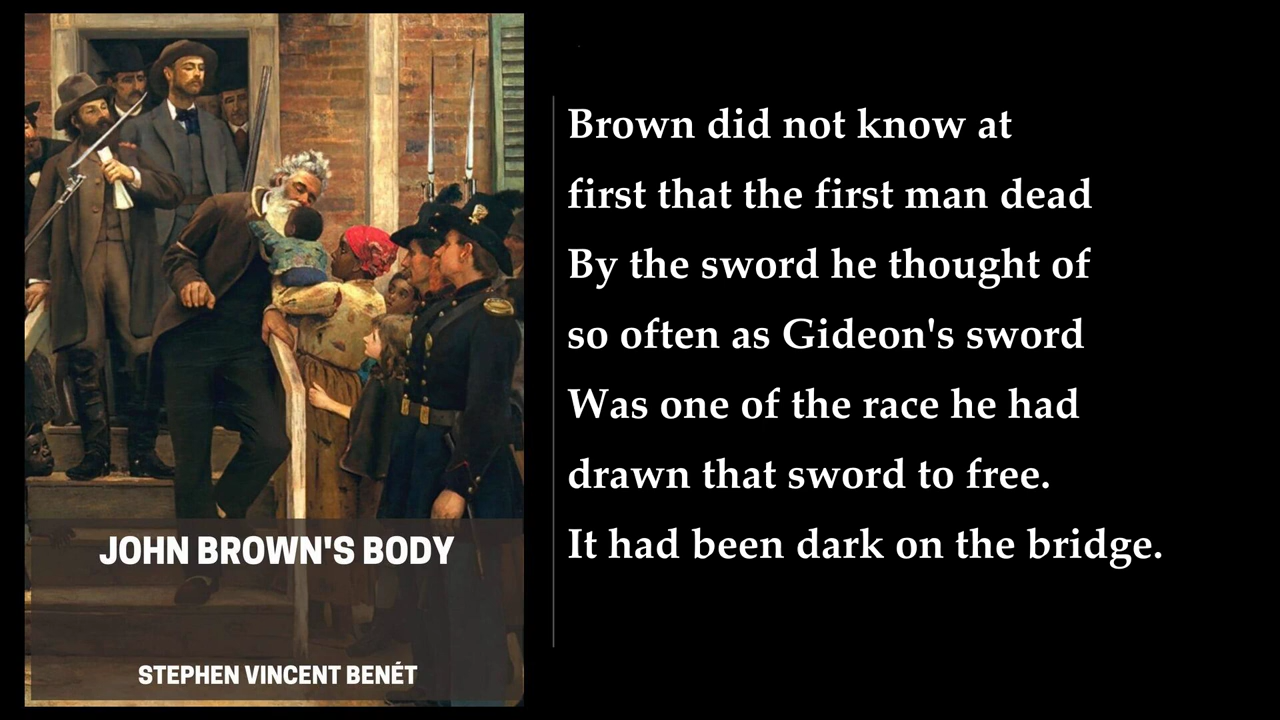 JOHN BROWN'S BODY
STEPHEN VINCENT BENÉT
Brown did not know at
first that the first man dead
By the sword he thought of
so often as Gideon's sword
Was one of the race he had
drawn that sword to free.
It had been dark on the bridge.